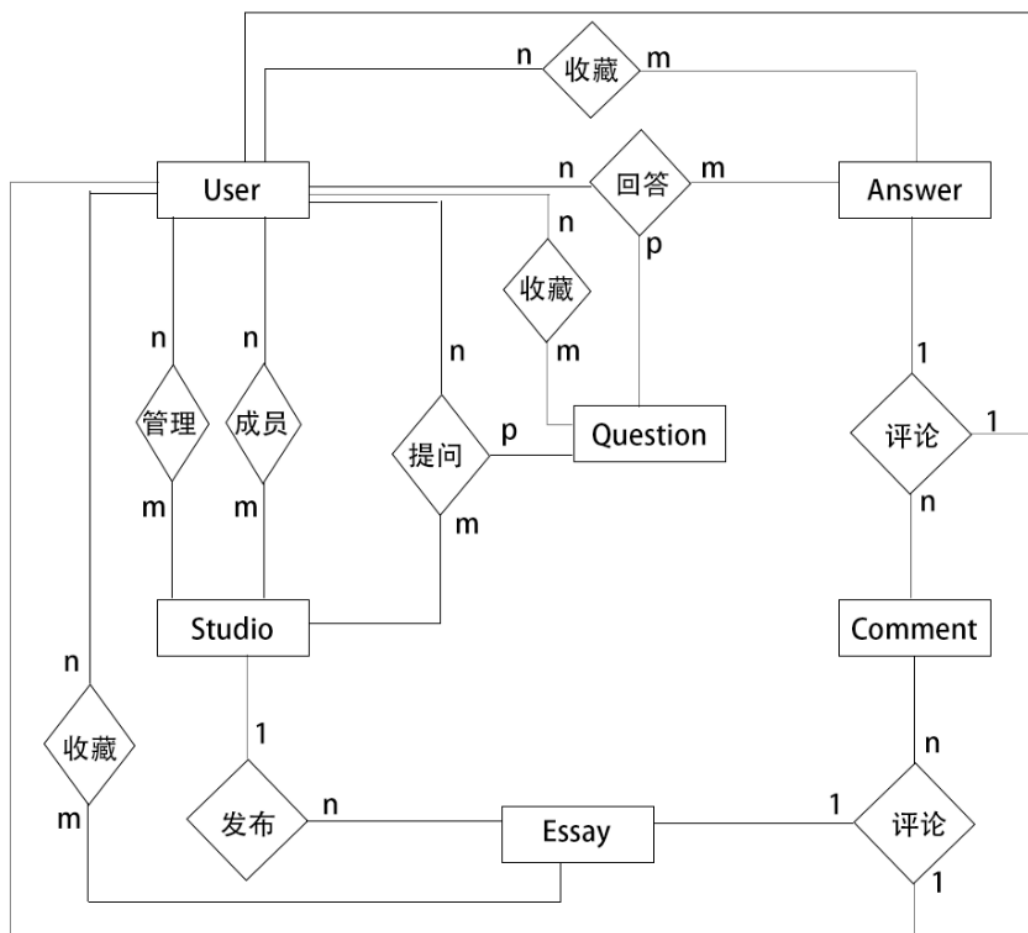 n
收藏
m
User
n
回答
m
Answer
n
p
收藏
n
n
n
m
1
管理
成员
提问
p
Question
评论
1
m
m
m
n
Studio
Comment
n
收藏
1
n
m
发布
n
Essay
1
评论
1